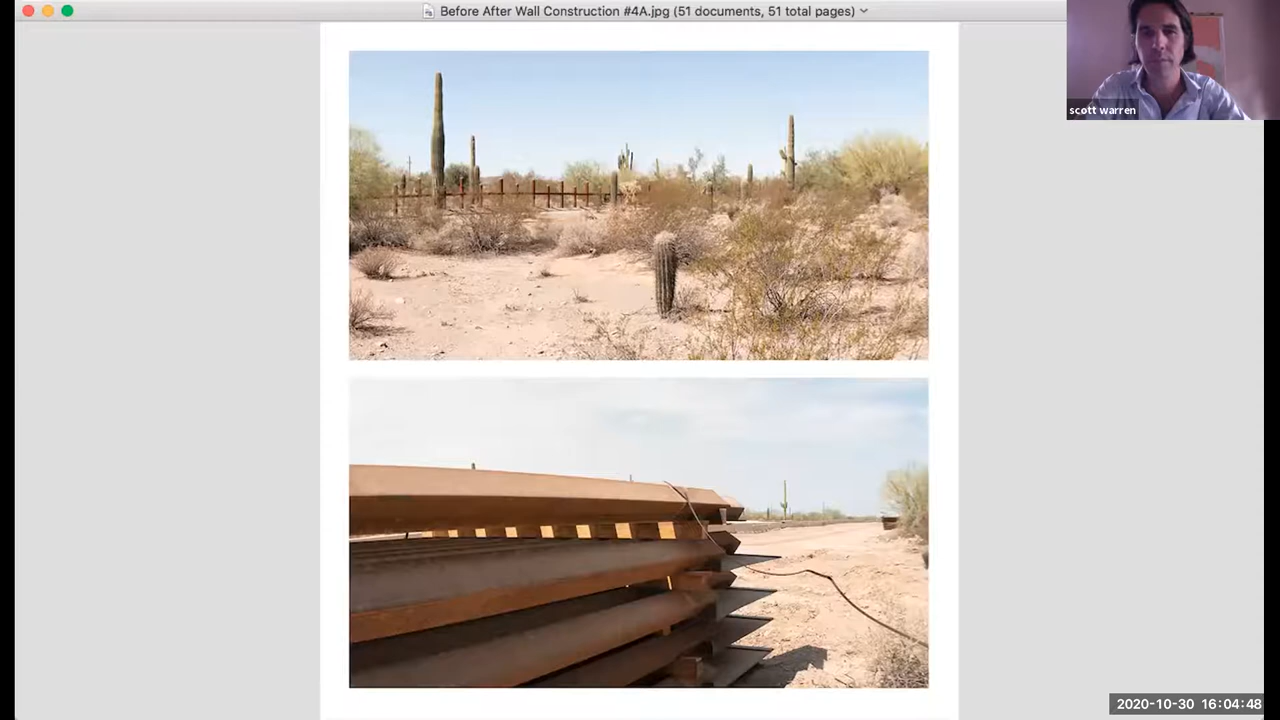 Before After Wall Construction #4A.jpg (51 documents, 51 total pages)
scott warren
2020-10-30 16:04:48